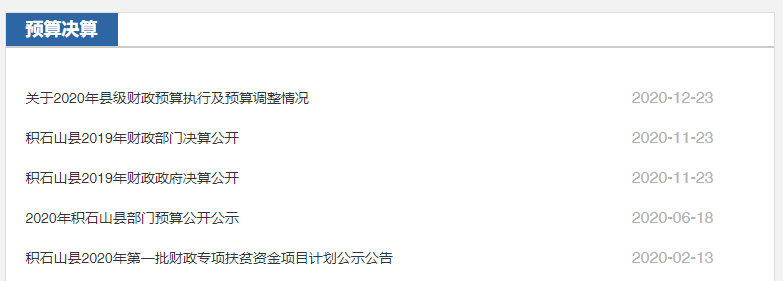 预算决算
关于2020年县级财政预算执行及预算调整情况 2020-12-23
积石山县2019年财政部门决算公开 2020-11-23
积石山县2019年财政政府决算公开 2020-11-23
2020年积石山县部门预算公开公示 2020-06-18
积石山县2020年第一批财政专项扶贫资金项目计划公示公告 2020-02-13